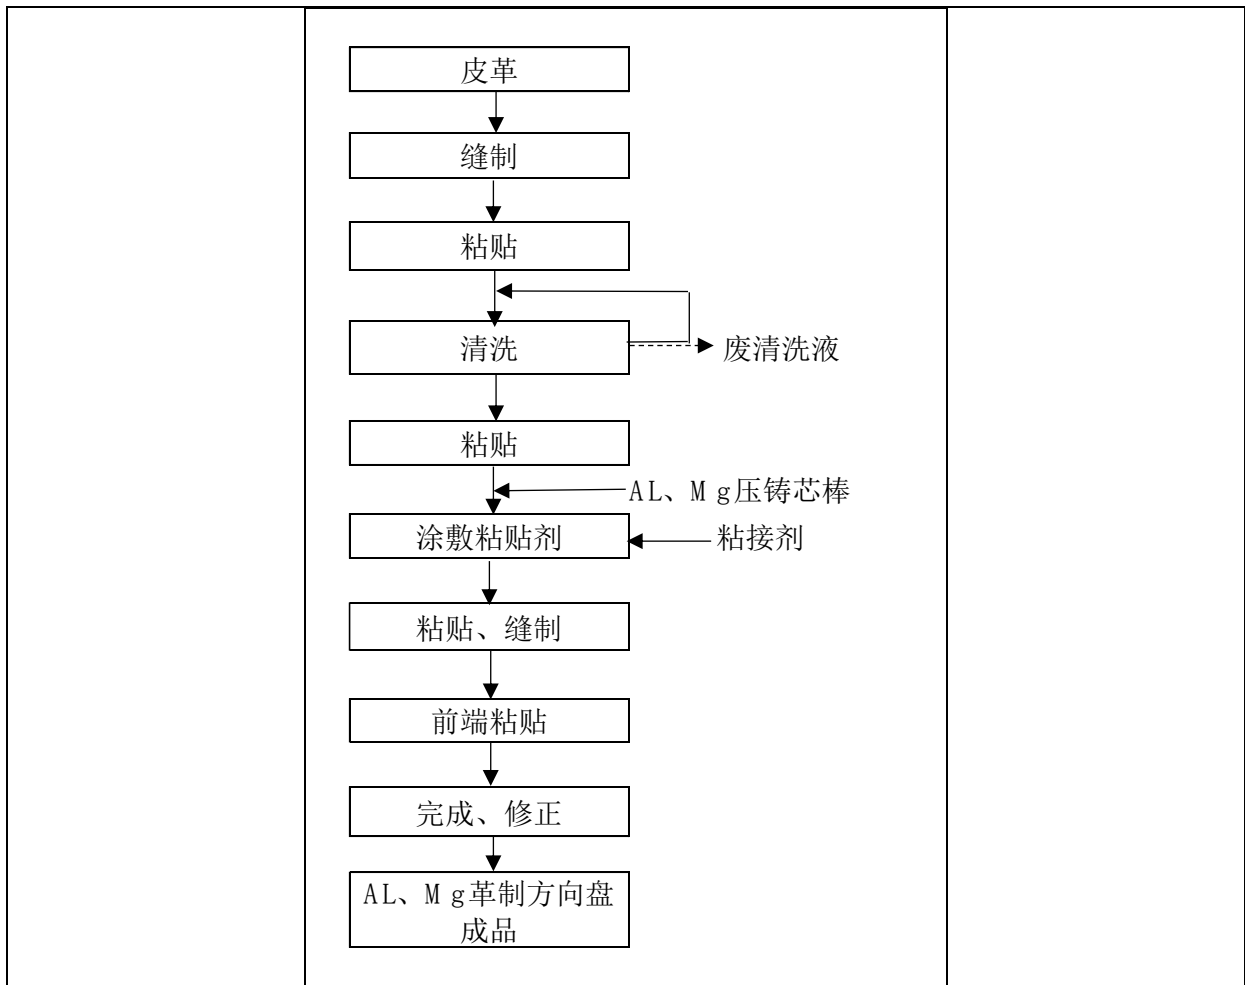 皮革
缝制
粘贴
清洗
废清洗液
粘贴
AL、Mg压铸芯棒
涂敷粘贴剂
粘接剂
粘贴、缝制
前端粘贴
完成、修正
AL、Mg革制方向盘
成品